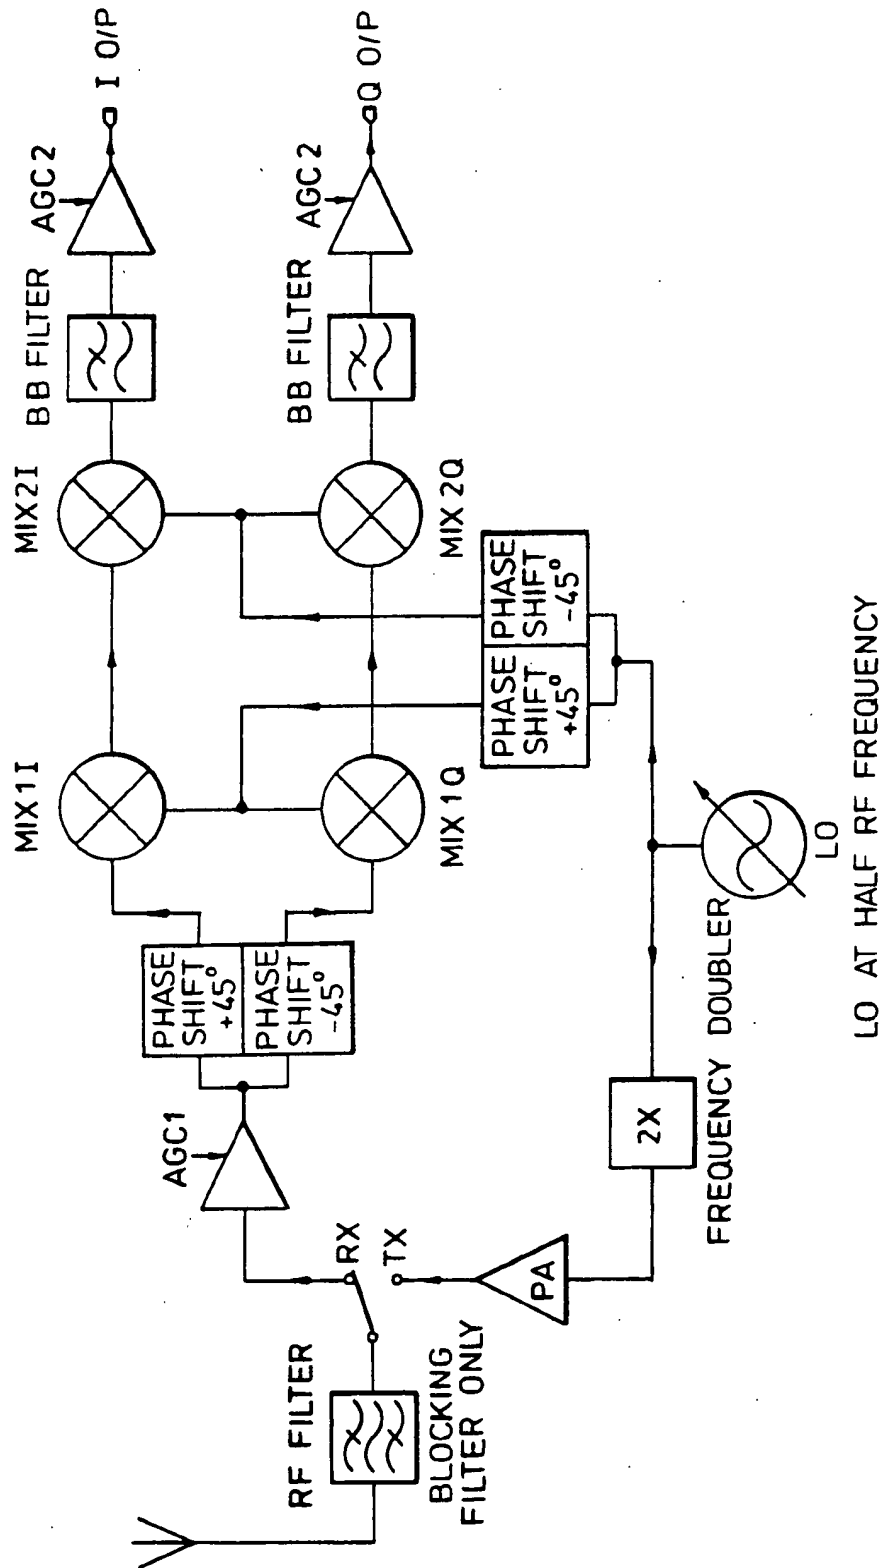 I O/P
Q O/P
AGC2
AGC2
BB FILTER
BB FILTER
MIX2I
MIX2Q
MIX1I
MIX1Q
PHASE
SHIFT
+45°
PHASE
SHIFT
-45°
PHASE
SHIFT
+45°
PHASE
SHIFT
-45°
AGC1
RX
TX
RF FILTER
BLOCKING
FILTER ONLY
PA
2X
FREQUENCY DOUBLER
LO
LO AT HALF RF FREQUENCY